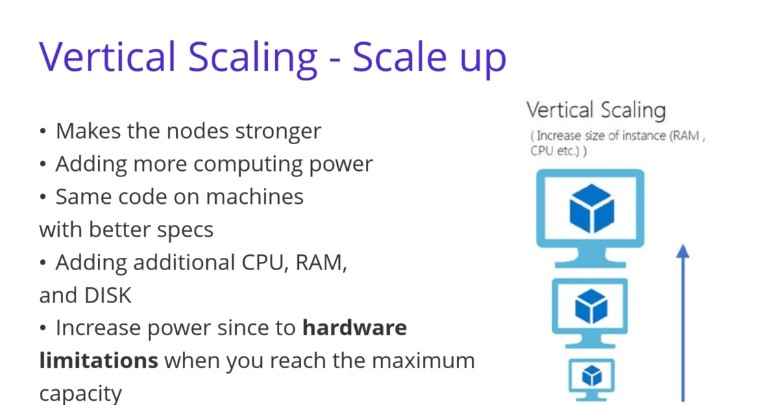 Vertical Scaling - Scale up
• Makes the nodes stronger
• Adding more computing power
• Same code on machines
with better specs
• Adding additional CPU, RAM,
and DISK
• Increase power since to hardware
limitations when you reach the maximum
capacity
Vertical Scaling
( Increase size of instance (RAM ,
CPU etc.) )